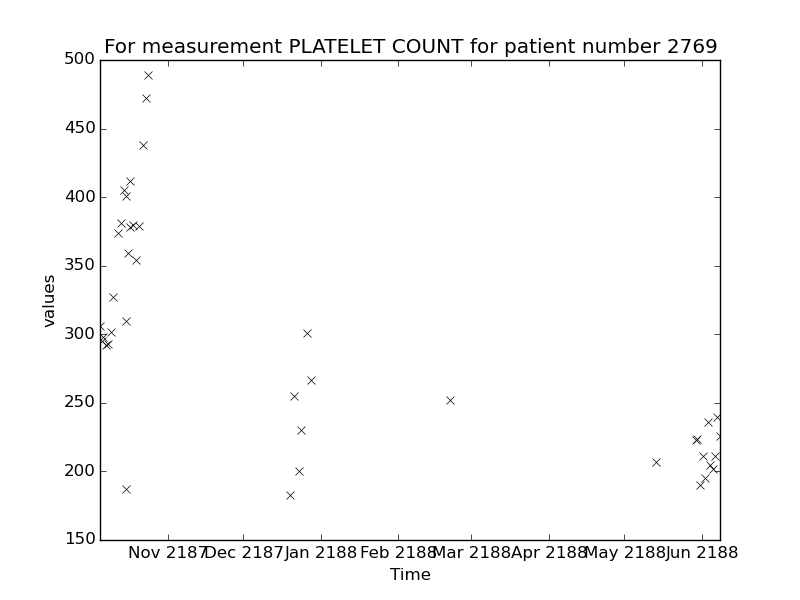 For measurement PLATELET COUNT for patient number 2769
500
450
400
350
300
250
200
150
values
Nov 2187 Dec 2187 Jan 2188 Feb 2188 Mar 2188 Apr 2188 May 2188 Jun 2188
Time